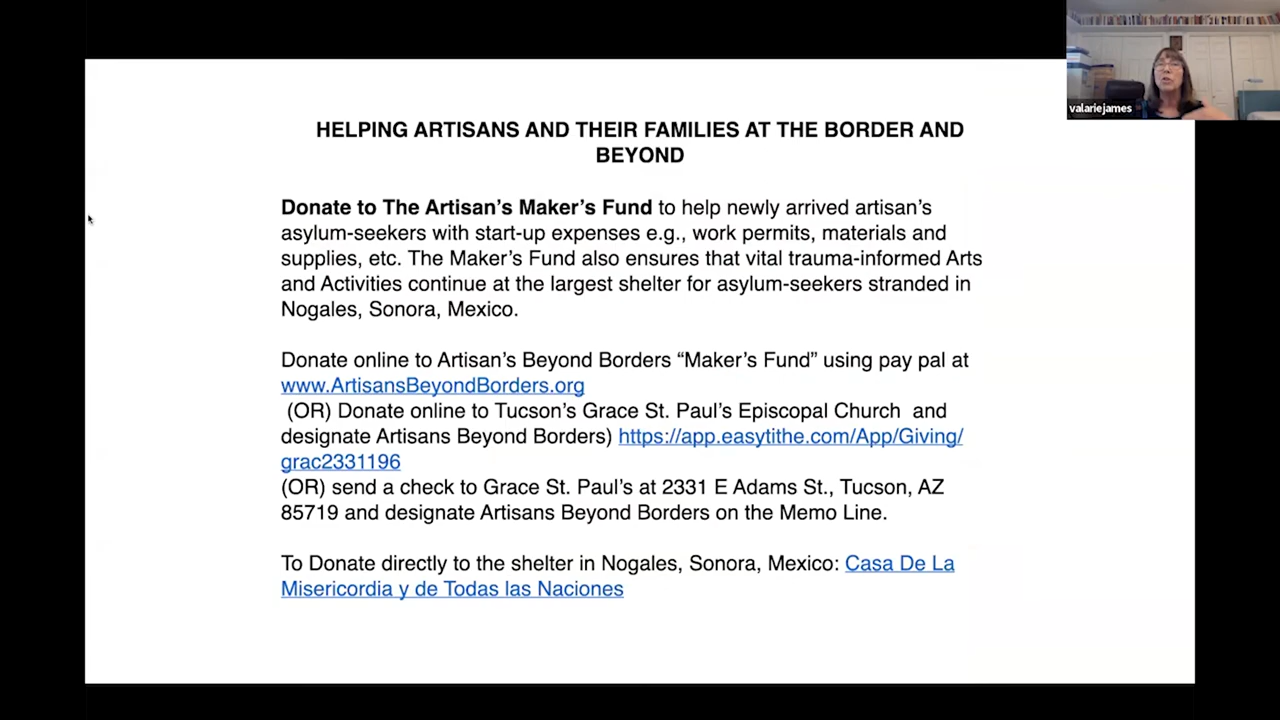 valariejames
HELPING ARTISANS AND THEIR FAMILIES AT THE BORDER AND
BEYOND
Donate to The Artisan’s Maker’s Fund to help newly arrived artisan’s
asylum-seekers with start-up expenses e.g., work permits, materials and
supplies, etc. The Maker’s Fund also ensures that vital trauma-informed Arts
and Activities continue at the largest shelter for asylum-seekers stranded in
Nogales, Sonora, Mexico.
Donate online to Artisan’s Beyond Borders “Maker’s Fund” using pay pal at
www.ArtisansBeyondBorders.org
(OR) Donate online to Tucson’s Grace St. Paul’s Episcopal Church and
designate Artisans Beyond Borders) https://app.easytithe.com/App/Giving/
grac2331196
(OR) send a check to Grace St. Paul’s at 2331 E Adams St., Tucson, AZ
85719 and designate Artisans Beyond Borders on the Memo Line.
To Donate directly to the shelter in Nogales, Sonora, Mexico: Casa De La
Misericordia y de Todas las Naciones